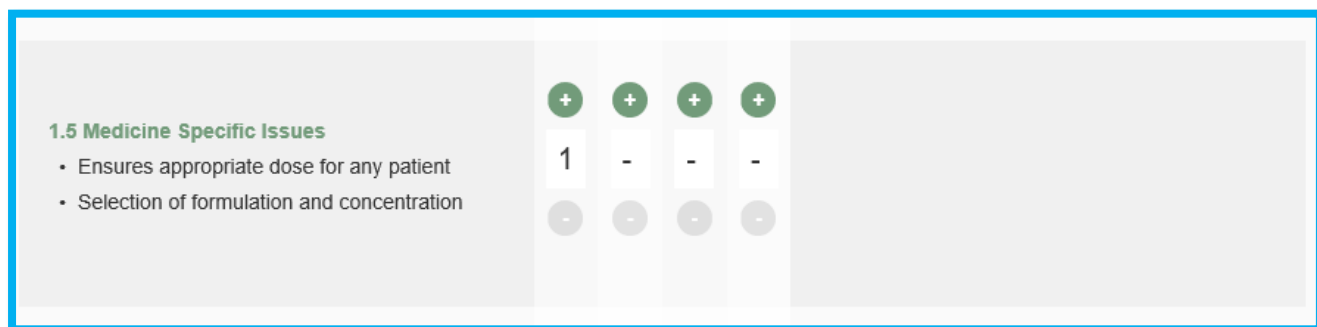 + + + +
1.5 Medicine Specific Issues
1 - - -
• Ensures appropriate dose for any patient
• Selection of formulation and concentration
- - - -